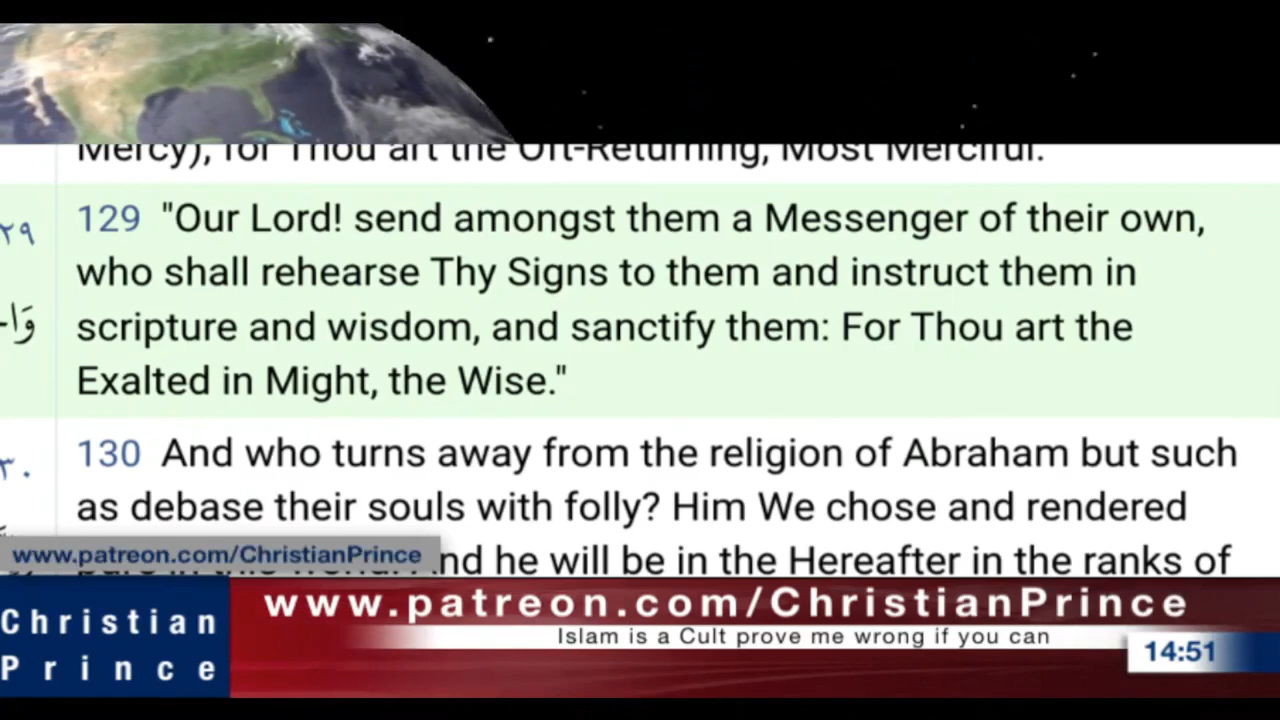 Mercy), for Thou art the Oft-Returning, Most Merciful.
129 "Our Lord! send amongst them a Messenger of their own,
who shall rehearse Thy Signs to them and instruct them in
scripture and wisdom, and sanctify them: For Thou art the
Exalted in Might, the Wise."
130 And who turns away from the religion of Abraham but such
as debase their souls with folly? Him We chose and rendered
www.patreon.com/ChristianPrince
and he will be in the Hereafter in the ranks of
Christian
Prince
www.patreon.com/ChristianPrince
Islam is a Cult prove me wrong if you can
14:51